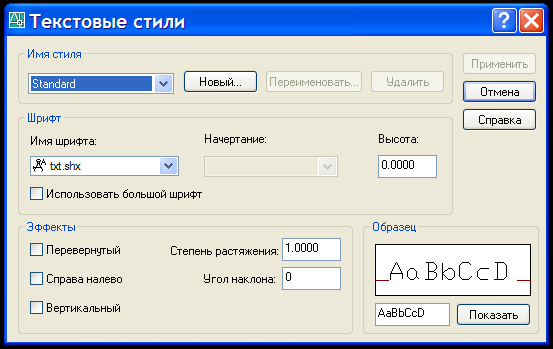 Текстовые стили
Имя стиля
Standard
Новый...
Переименовать...
Удалить
Применить
Отмена
Справка
Шрифт
Имя шрифта:
Начертание:
Высота:
txt.shx
0.0000
Использовать большой шрифт
Эффекты
Перевернутый
Степень растяжения:
1.0000
Справа налево
Угол наклона:
0
Вертикальный
Образец
AaBbCcD
AaBbCcD
Показать